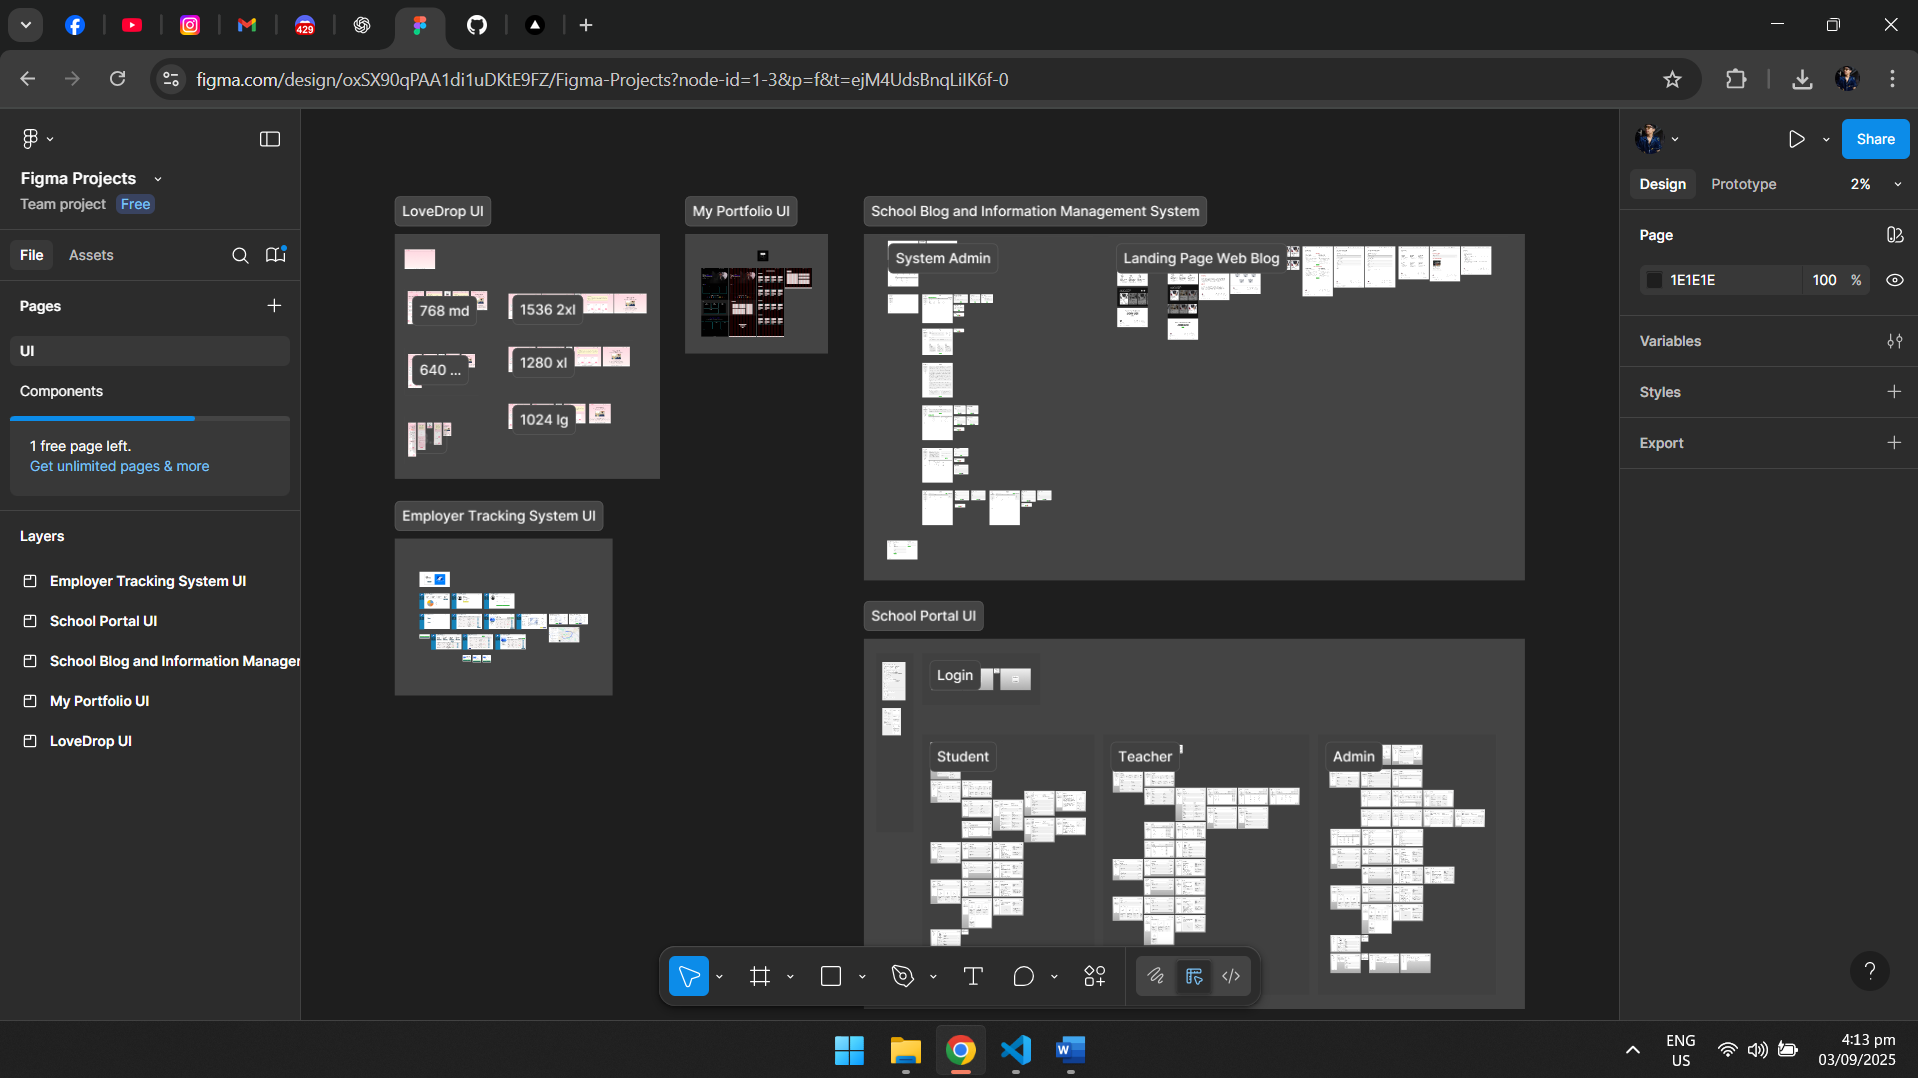 429
figma.com/design/oxSX90qPAA1di1uDKtE9FZ/Figma-Projects?node-id=1-3&p=f&t=ejM4UdsBnqLiIK6f-0
Figma Projects
Team project Free
File Assets
Pages
UI
Components
1 free page left.
Get unlimited pages & more
Layers
Employer Tracking System UI
School Portal UI
School Blog and Information Manager
My Portfolio UI
LoveDrop UI
LoveDrop UI
768 md
1536 2xl
640 ...
1280 xl
1024 lg
My Portfolio UI
School Blog and Information Management System
System Admin
Landing Page Web Blog
Employer Tracking System UI
School Portal UI
Login
Student
Teacher
Admin
Share
Design Prototype 2%
Page
1E1E1E 100 %
Variables
Styles
Export
?
ENG
US
4:13 pm
03/09/2025